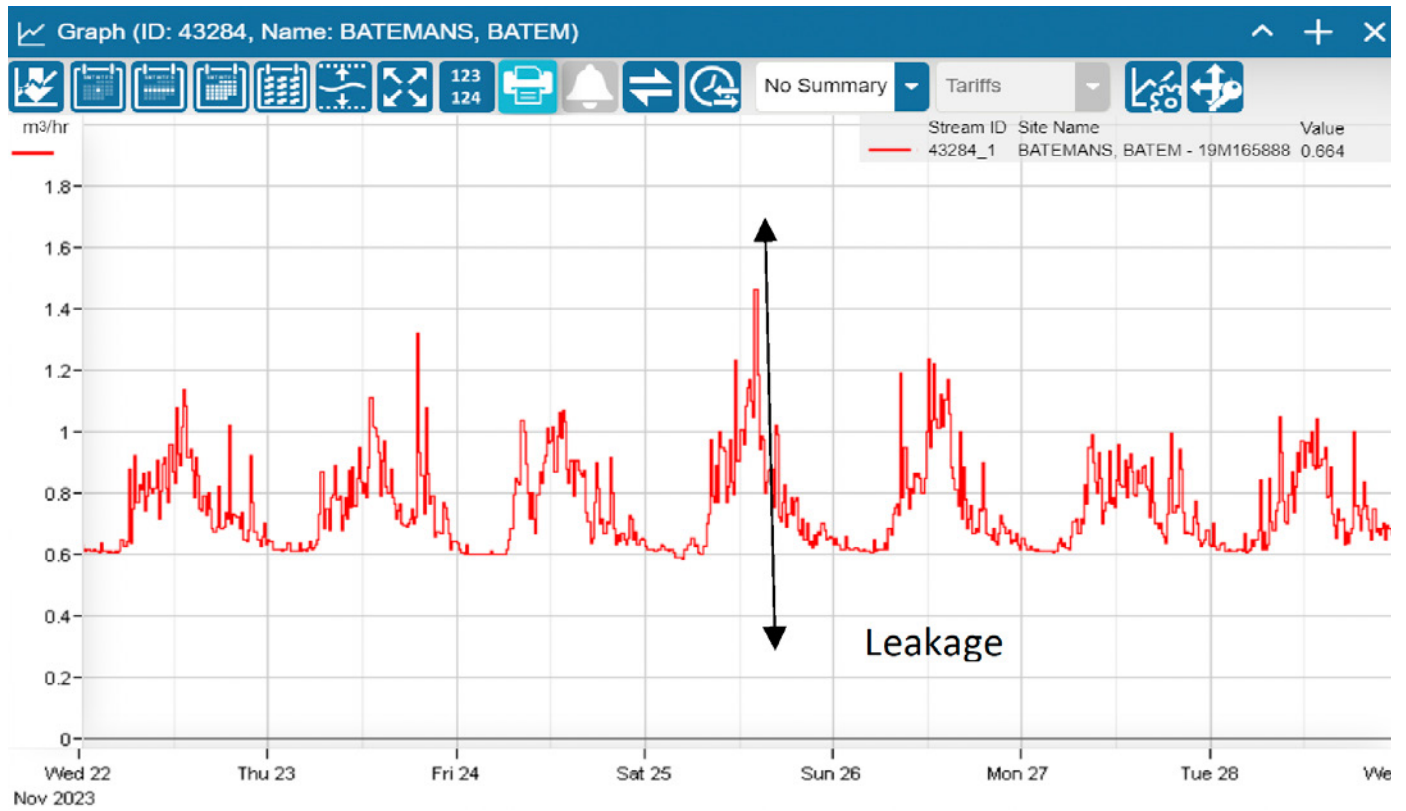 Graph (ID: 43284, Name: BATEMANS, BATEM)
123
124
No Summary
Tariffs
m³/hr
Stream ID Site Name Value
43284_1 BATEMANS, BATEM - 19M165888 0.664
1.8
1.6
1.4
1.2
1
0.8
0.6
0.4
Leakage
0.2
0
Wed 22 Thu 23 Fri 24 Sat 25 Sun 26 Mon 27 Tue 28 We
Nov 2023